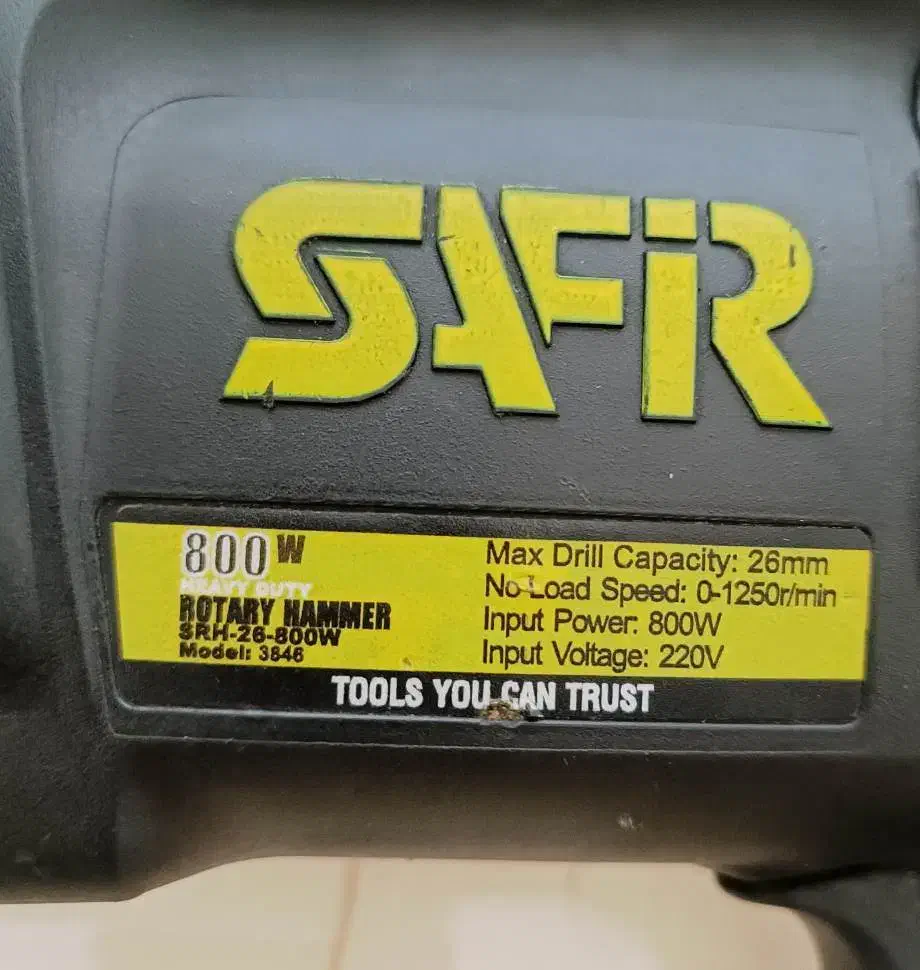 SAFIR
800W
HEAVY DUTY
ROTARY HAMMER
SRH-26-800W
Model: 3846
Max Drill Capacity: 26mm
No-Load Speed: 0-1250r/min
Input Power: 800W
Input Voltage: 220V
TOOLS YOU CAN TRUST